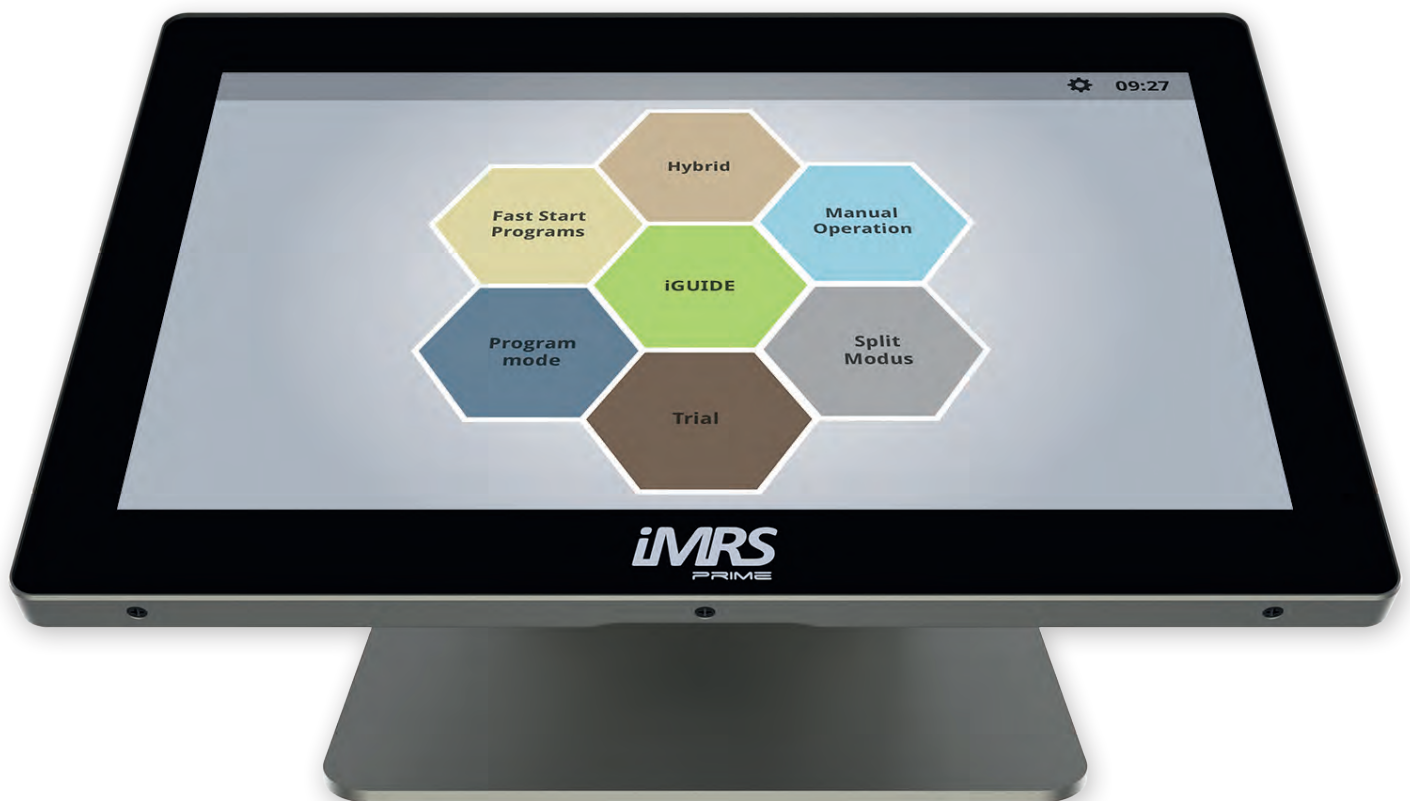 09:27
Hybrid
Fast Start
Programs
Manual
Operation
iGUIDE
Program
mode
Split
Modus
Trial
iMRS
PRIME